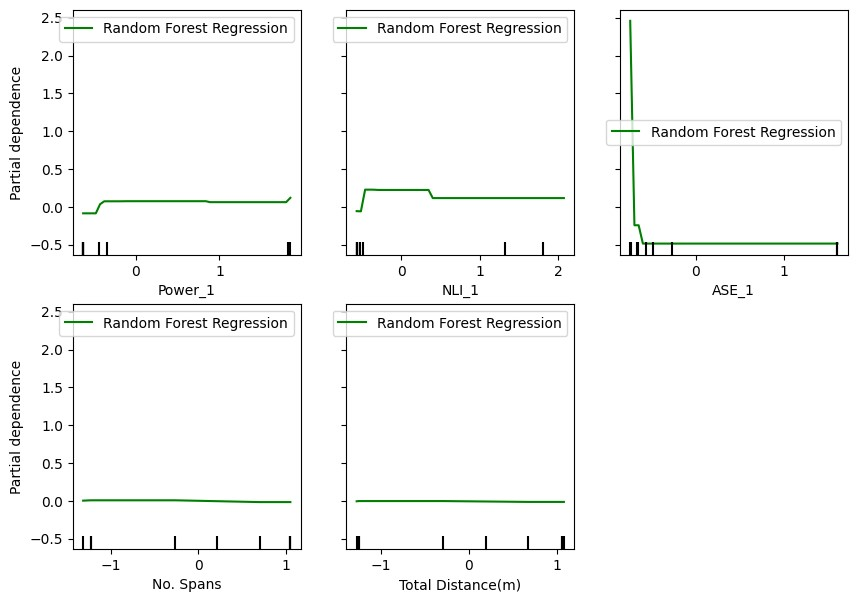 2.5
2.0
1.5
1.0
0.5
0.0
−0.5
Partial dependence
Random Forest Regression
0 1
Power_1
Random Forest Regression
0 1 2
NLI_1
Random Forest Regression
0 1
ASE_1
2.5
2.0
1.5
1.0
0.5
0.0
−0.5
Partial dependence
Random Forest Regression
−1 0 1
No. Spans
Random Forest Regression
−1 0 1
Total Distance(m)